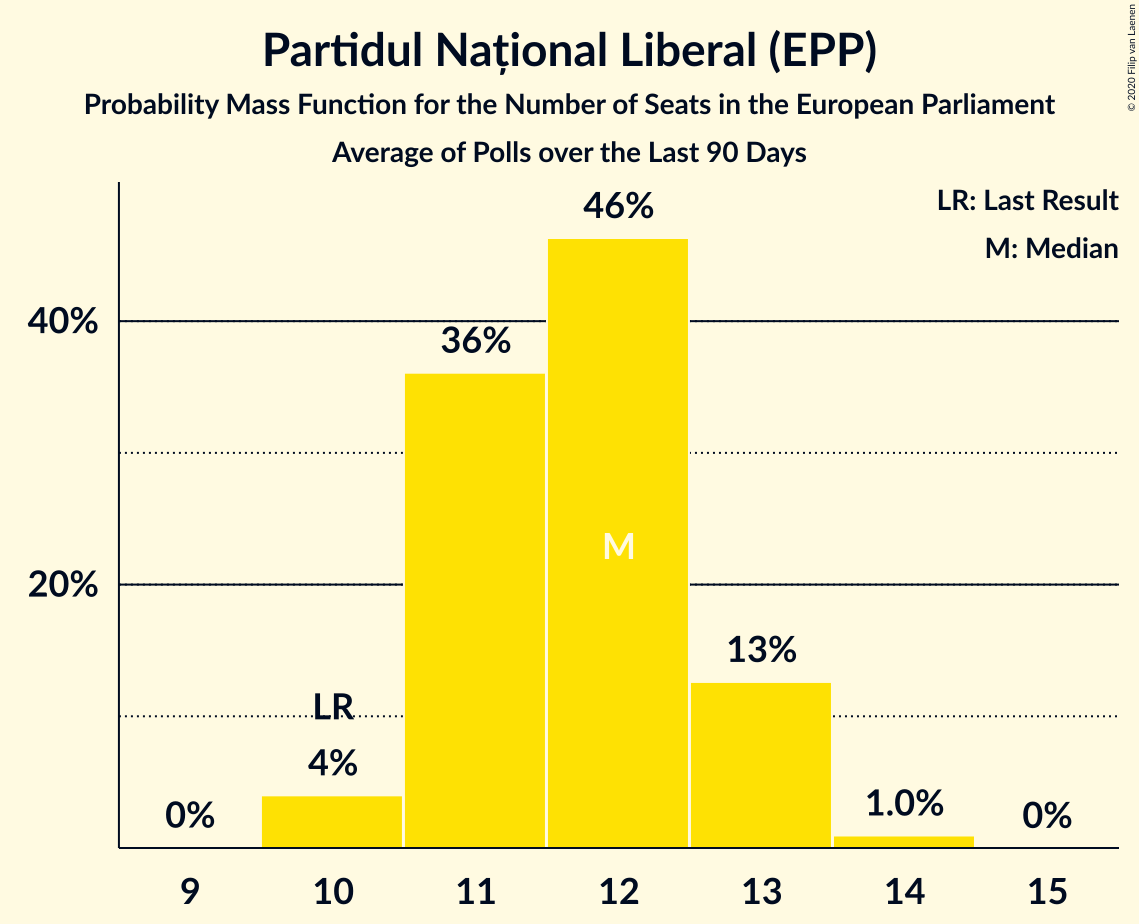 Partidul Național Liberal (EPP)
Probability Mass Function for the Number of Seats in the European Parliament
Average of Polls over the Last 90 Days
© 2020 Filip van Laenen
LR: Last Result
M: Median
46%
40%
36%
M
20%
13%
LR
4%
1.0%
0%
0%
9 10 11 12 13 14 15